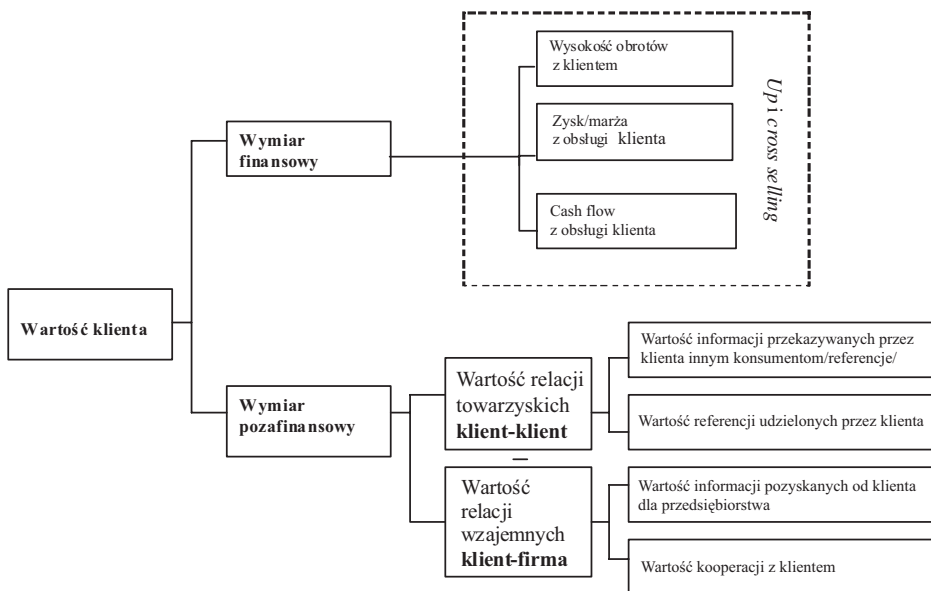 Wysokość obrotów
z klientem
Zysk/marża
z obsługi klienta
Cash flow
z obsługi klienta
Up i cross selling
Wymiar
finansowy
Wartość klienta
Wymiar
pozafinansowy
Wartość relacji
towarzyskich
klient-klient
Wartość
relacji
wzajemnych
klient-firma
Wartość informacji przekazywanych przez
klienta innym konsumentom/referencje/
Wartość referencji udzielonych przez klienta
Wartość informacji pozyskanych od klienta
dla przedsiębiorstwa
Wartość kooperacji z klientem